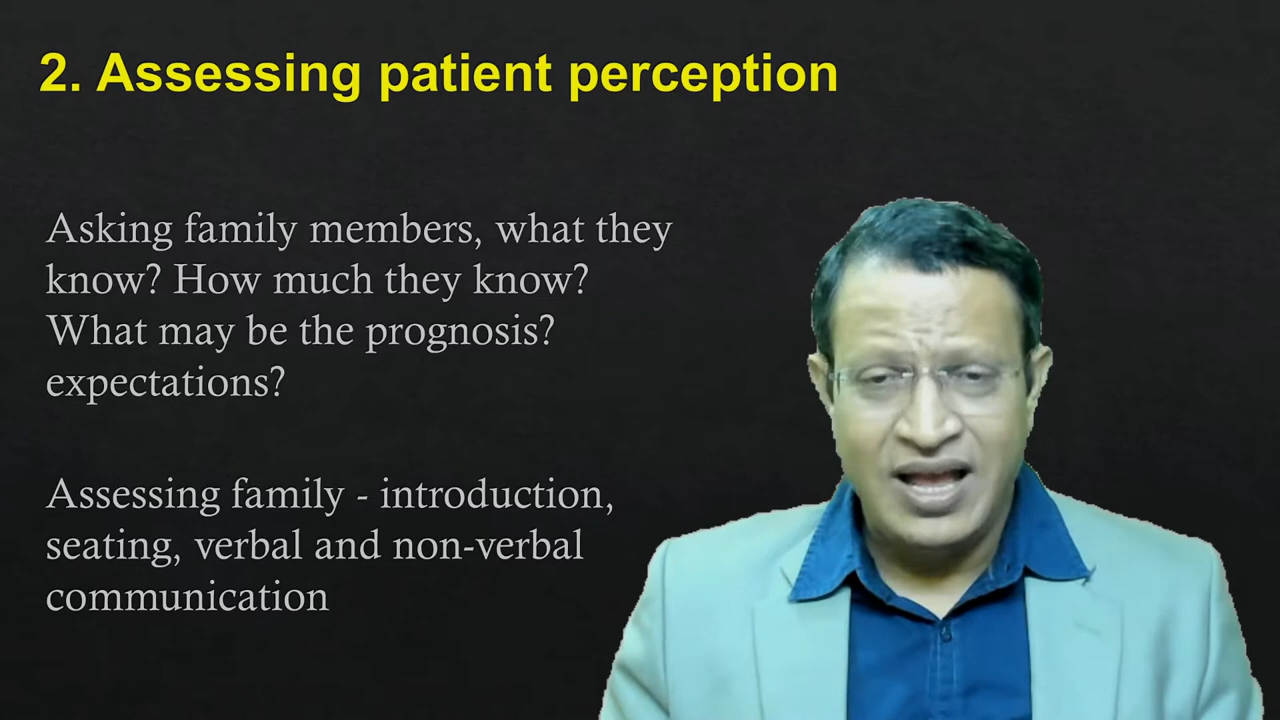 2. Assessing patient perception
Asking family members, what they
know? How much they know?
What may be the prognosis?
expectations?
Assessing family - introduction,
seating, verbal and non-verbal
communication